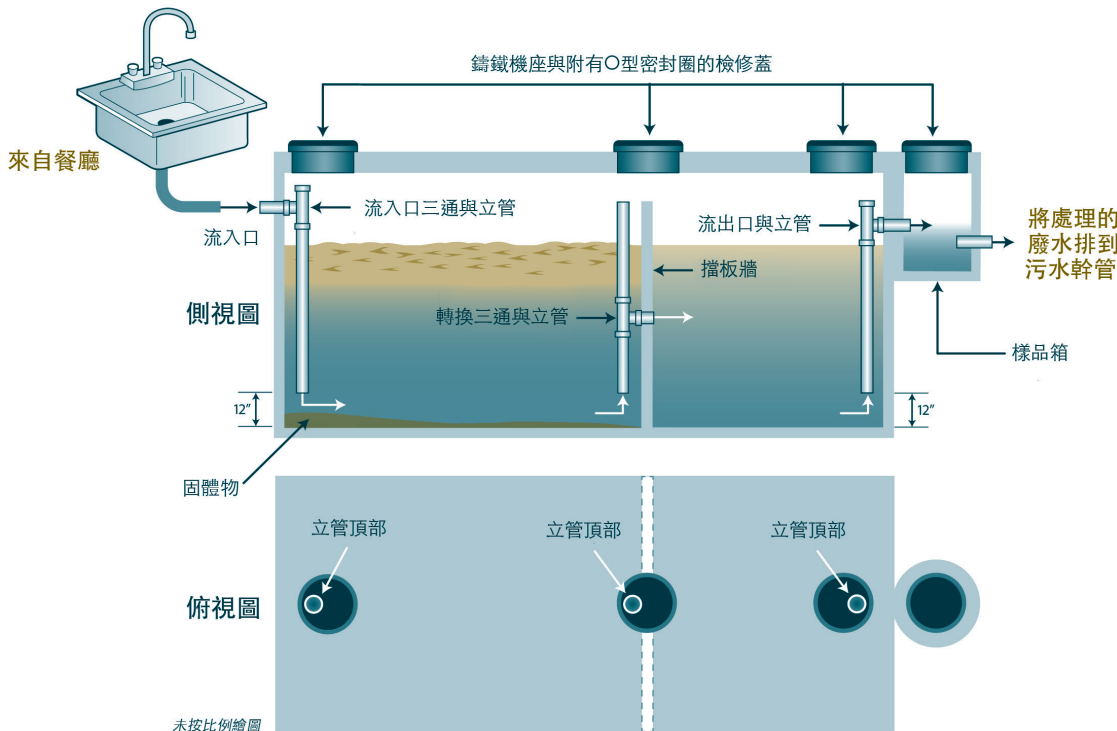 鑄鐵機座與附有O型密封圈的檢修蓋
來自餐廳
流入口三通與立管
流入口
流出口與立管
將處理的
廢水排到
污水幹管
擋板牆
側視圖
轉換三通與立管
樣品箱
12"
12"
固體物
立管頂部
立管頂部
立管頂部
俯視圖
未按比例繪圖